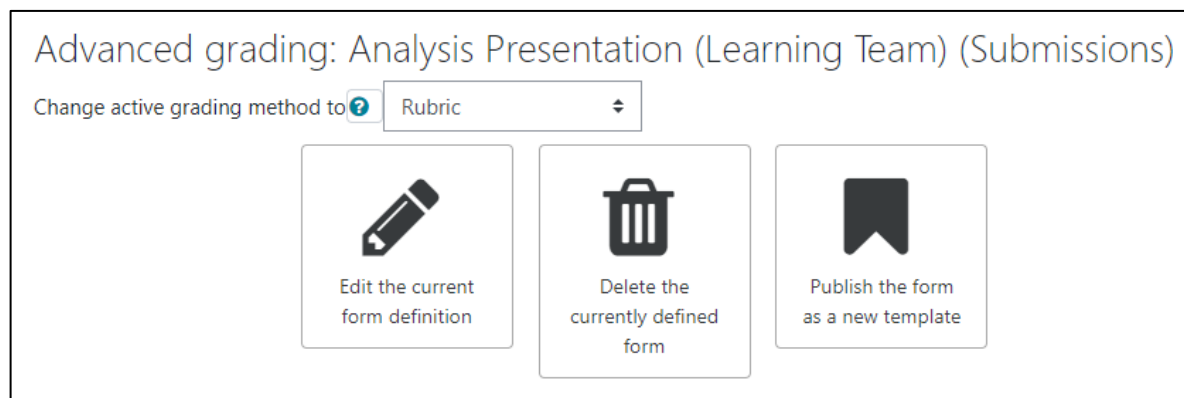 Advanced grading: Analysis Presentation (Learning Team) (Submissions)
Change active grading method to ? Rubric
Edit the current
form definition
Delete the
currently defined
form
Publish the form
as a new template